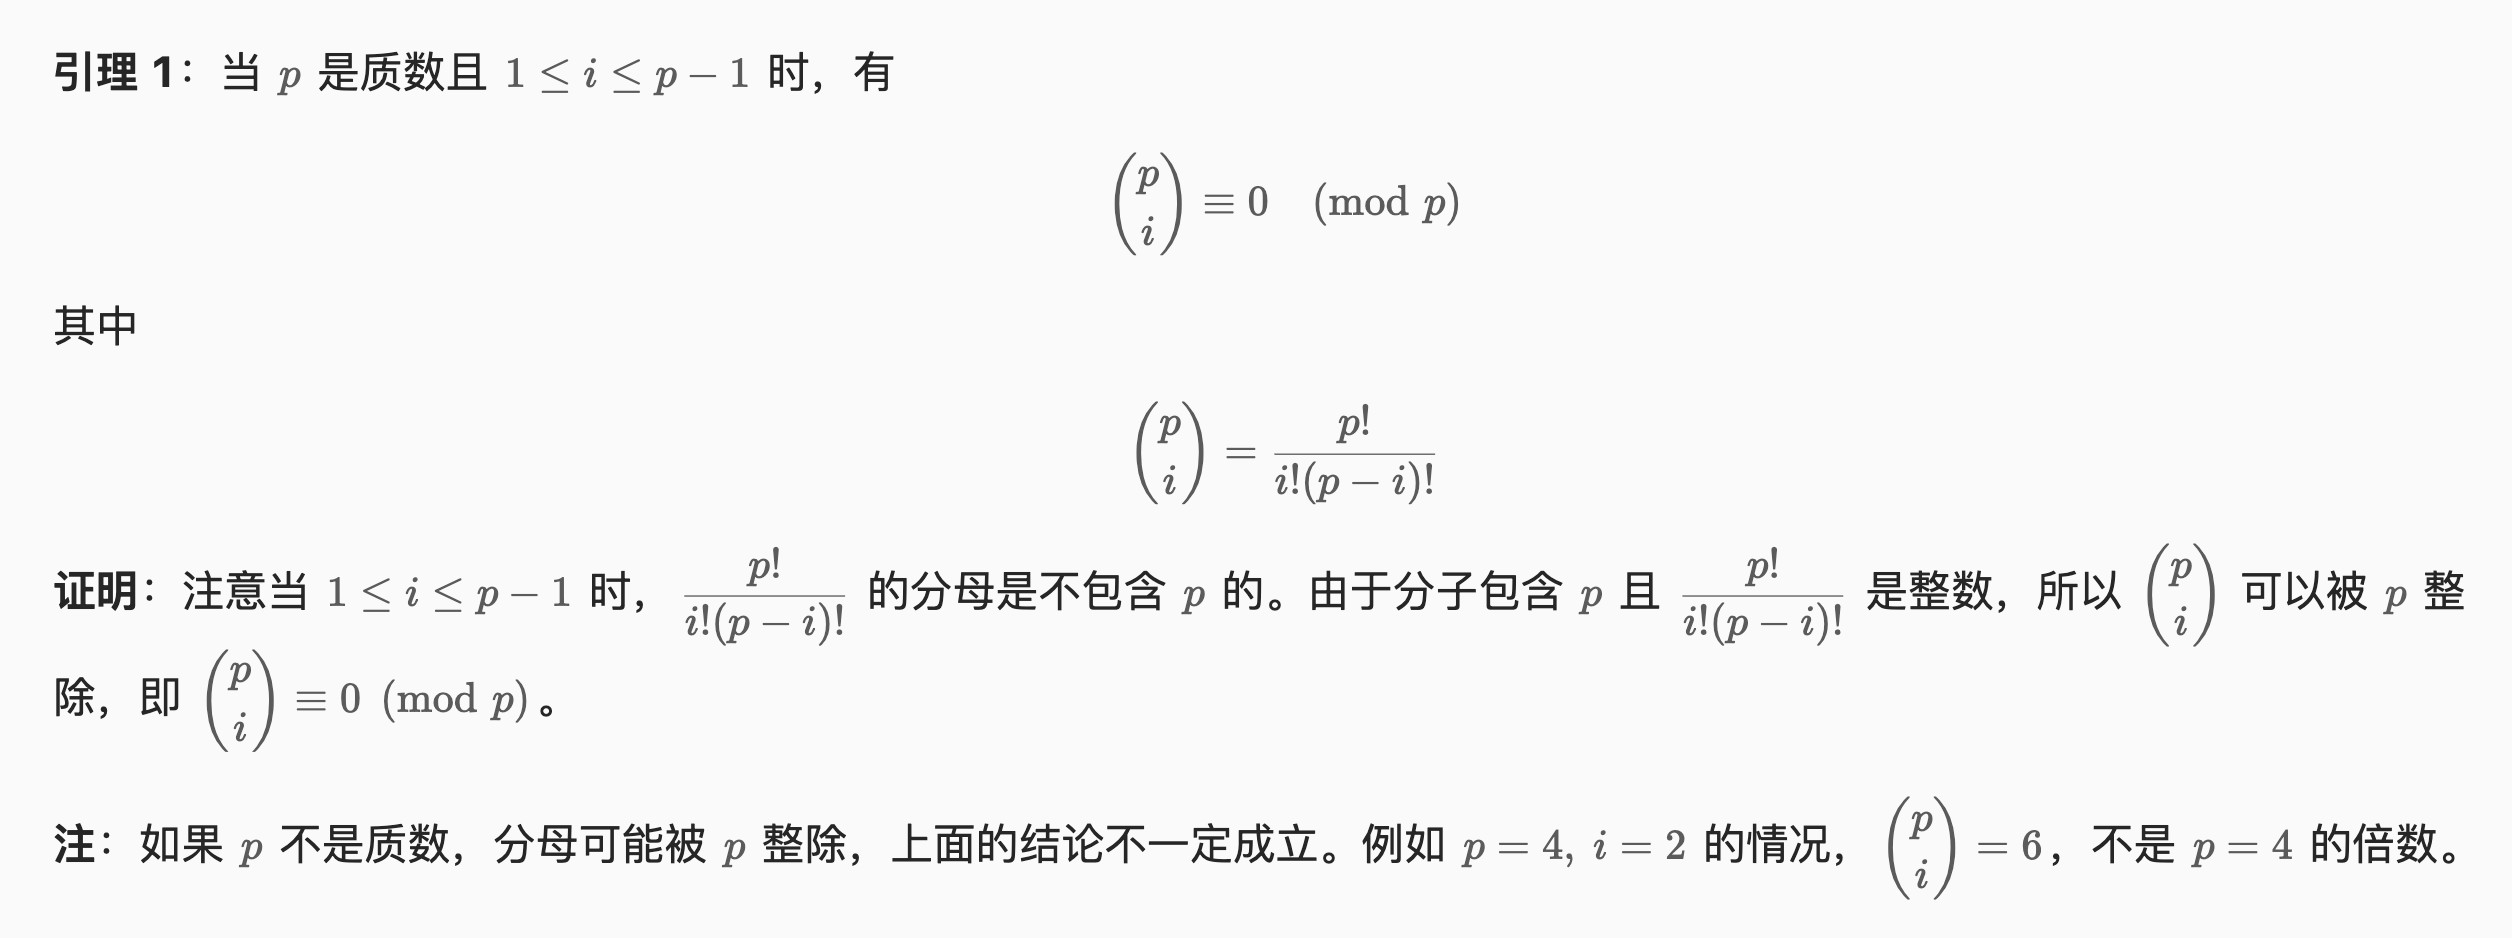 引理 1： 当 $p$ 是质数且 $1 \leq i \leq p - 1$ 时，有
$$\binom{p}{i} \equiv 0 \quad (\bmod\ p)$$
其中
$$\binom{p}{i} = \frac{p!}{i!(p - i)!}$$
证明： 注意当 $1 \leq i \leq p - 1$ 时， $\frac{p!}{i!(p - i)!}$ 的分母是不包含 $p$ 的。由于分子包含 $p$ 且 $\frac{p!}{i!(p - i)!}$ 是整数，所以 $\binom{p}{i}$ 可以被 $p$ 整
除，即 $\binom{p}{i} \equiv 0 \ (\bmod\ p)$ 。
注：如果 $p$ 不是质数，分母可能被 $p$ 整除，上面的结论不一定成立。例如 $p = 4, i = 2$ 的情况， $\binom{p}{i} = 6$ ，不是 $p = 4$ 的倍数。